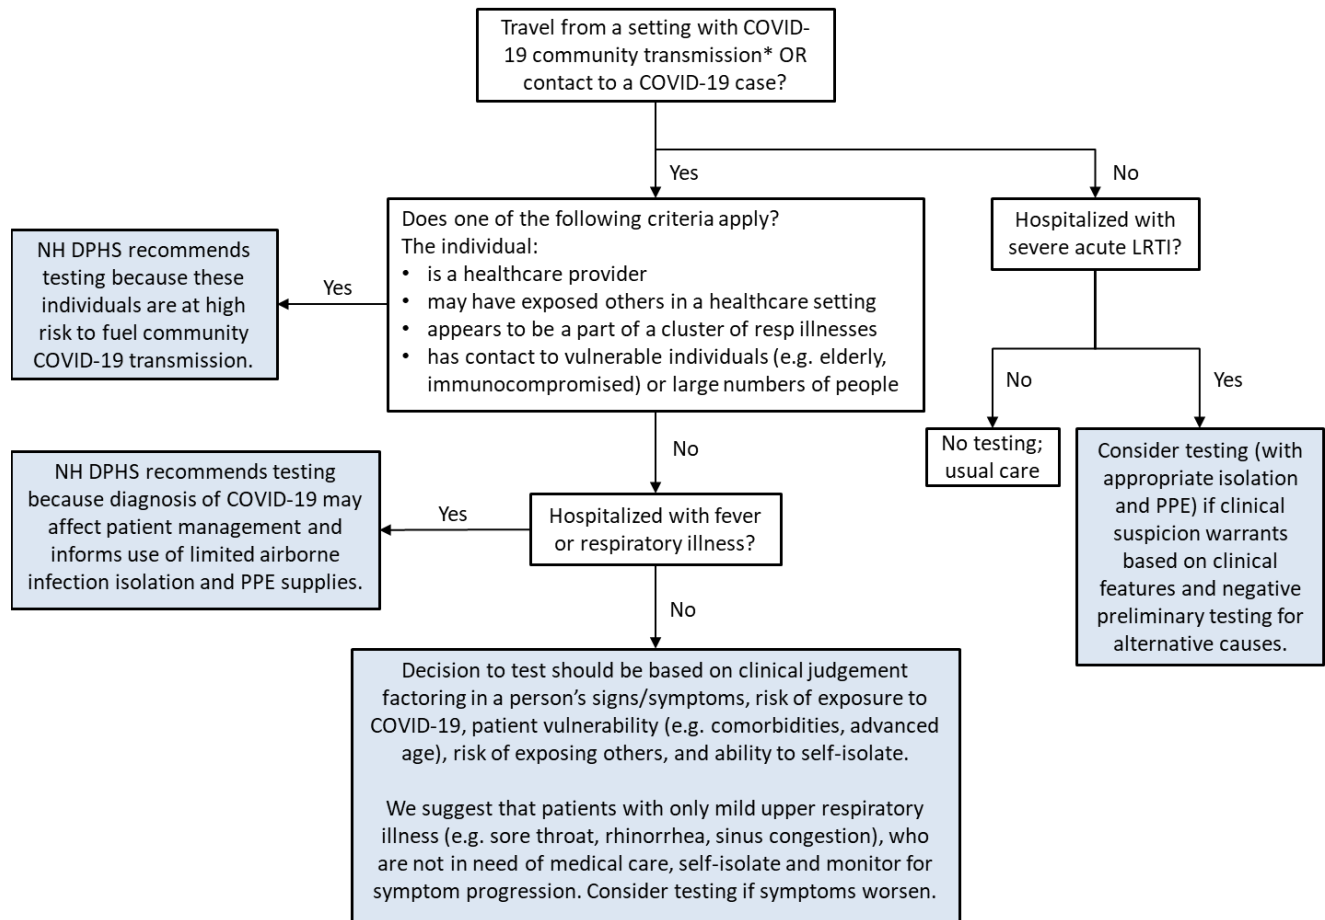 Travel from a setting with COVID-
19 community transmission* OR
contact to a COVID-19 case?
Yes
No
Does one of the following criteria apply?
The individual:
• is a healthcare provider
• may have exposed others in a healthcare setting
• appears to be a part of a cluster of resp illnesses
• has contact to vulnerable individuals (e.g. elderly,
immunocompromised) or large numbers of people
Hospitalized with
severe acute LRTI?
Yes
NH DPHS recommends
testing because these
individuals are at high
risk to fuel community
COVID-19 transmission.
No
No
Yes
No testing;
usual care
Consider testing (with
appropriate isolation
and PPE) if clinical
suspicion warrants
based on clinical
features and negative
preliminary testing for
alternative causes.
Hospitalized with fever
or respiratory illness?
Yes
NH DPHS recommends testing
because diagnosis of COVID-19 may
affect patient management and
informs use of limited airborne
infection isolation and PPE supplies.
No
Decision to test should be based on clinical judgement
factoring in a person’s signs/symptoms, risk of exposure to
COVID-19, patient vulnerability (e.g. comorbidities, advanced
age), risk of exposing others, and ability to self-isolate.
We suggest that patients with only mild upper respiratory
illness (e.g. sore throat, rhinorrhea, sinus congestion), who
are not in need of medical care, self-isolate and monitor for
symptom progression. Consider testing if symptoms worsen.